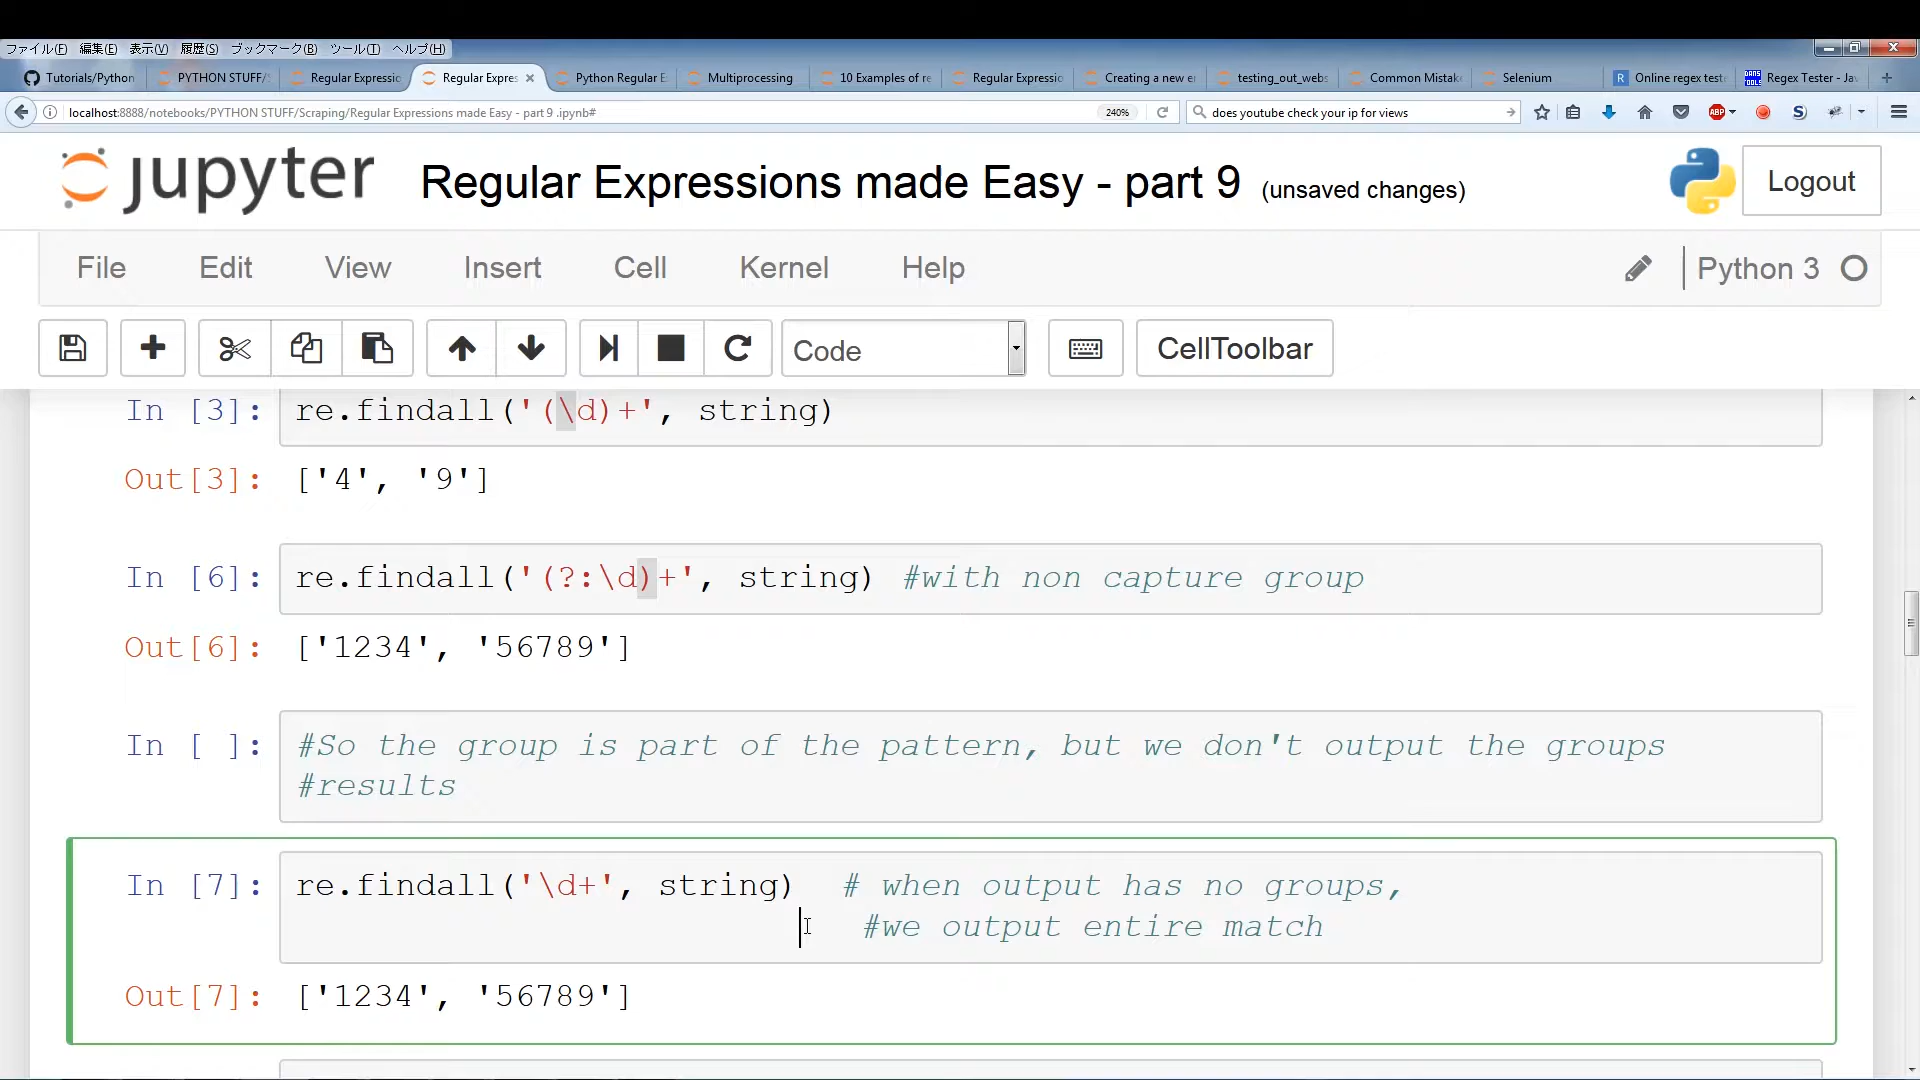 ファイル(F) 編集(E) 表示(V) 履歴(S) ブックマーク(B) ツール(T) ヘルプ(H)
Tutorials/Python PYTHON STUFF/S Regular Expressio Regular Expres Python Regular E Multiprocessing 10 Examples of re Regular Expressio Creating a new er testing_out_webs Common Mistak Selenium R Online regex teste Regex Tester - Jav
localhost:8888/notebooks/PYTHON STUFF/Scraping/Regular Expressions made Easy - part 9 .ipynb# 240% does youtube check your ip for views ABP S
jupyter Regular Expressions made Easy - part 9 (unsaved changes) Logout
File Edit View Insert Cell Kernel Help Python 3
Code CellToolbar
In [3]: re.findall('(\d)+', string)
Out[3]: ['4', '9']
In [6]: re.findall('(?:\d)+', string) #with non capture group
Out[6]: ['1234', '56789']
In [ ]: #So the group is part of the pattern, but we don't output the groups
#results
In [7]: re.findall('\d+', string) # when output has no groups,
#we output entire match
Out[7]: ['1234', '56789']